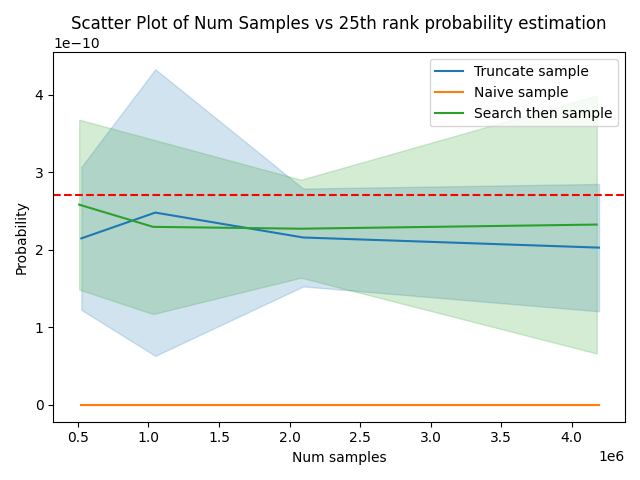 Scatter Plot of Num Samples vs 25th rank probability estimation
1e−10
Truncate sample
Naive sample
Search then sample
4
3
2
1
0
Probability
0.5 1.0 1.5 2.0 2.5 3.0 3.5 4.0
1e6
Num samples